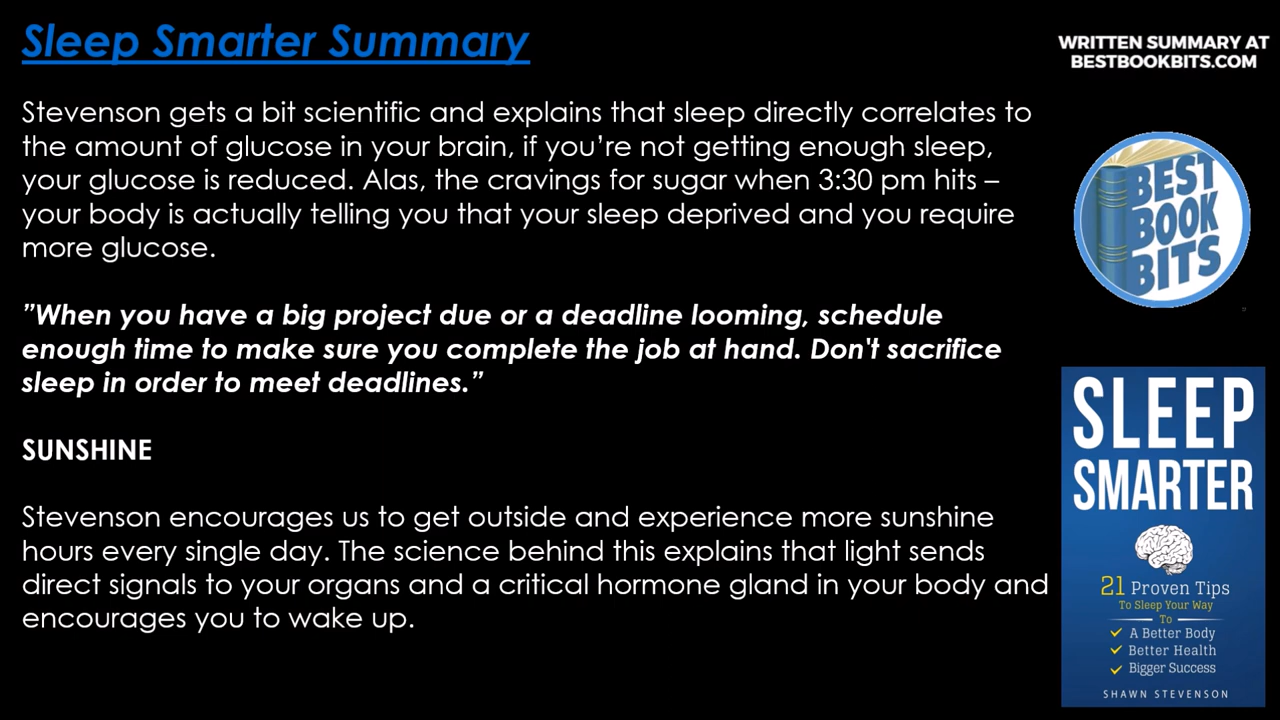 Sleep Smarter Summary
WRITTEN SUMMARY AT
BESTBOOKBITS.COM
Stevenson gets a bit scientific and explains that sleep directly correlates to
the amount of glucose in your brain, if you’re not getting enough sleep,
your glucose is reduced. Alas, the cravings for sugar when 3:30 pm hits –
your body is actually telling you that your sleep deprived and you require
more glucose.
”When you have a big project due or a deadline looming, schedule
enough time to make sure you complete the job at hand. Don't sacrifice
sleep in order to meet deadlines.”
SUNSHINE
Stevenson encourages us to get outside and experience more sunshine
hours every single day. The science behind this explains that light sends
direct signals to your organs and a critical hormone gland in your body and
encourages you to wake up.
BEST
BOOK
BITS
SLEEP
SMARTER
21 Proven Tips
To Sleep Your Way
To
A Better Body
Better Health
Bigger Success
SHAWN STEVENSON